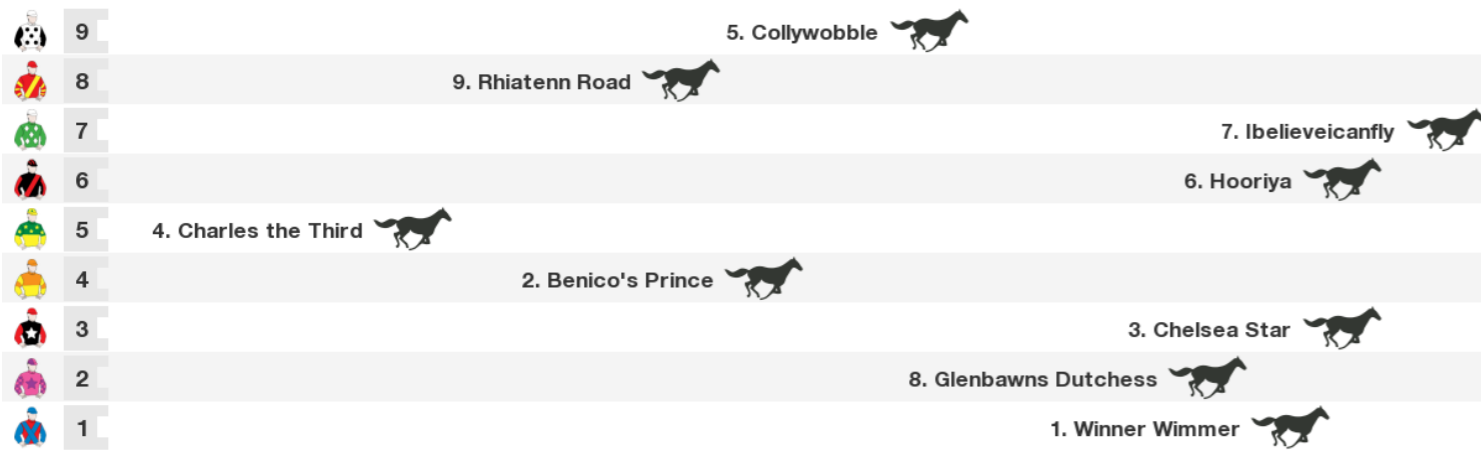 9 5. Collywobble
8 9. Rhiatenn Road
7 7. Ibelieveicanfly
6 6. Hooriya
5 4. Charles the Third
4 2. Benico's Prince
3 3. Chelsea Star
2 8. Glenbawns Dutchess
1 1. Winner Wimmer